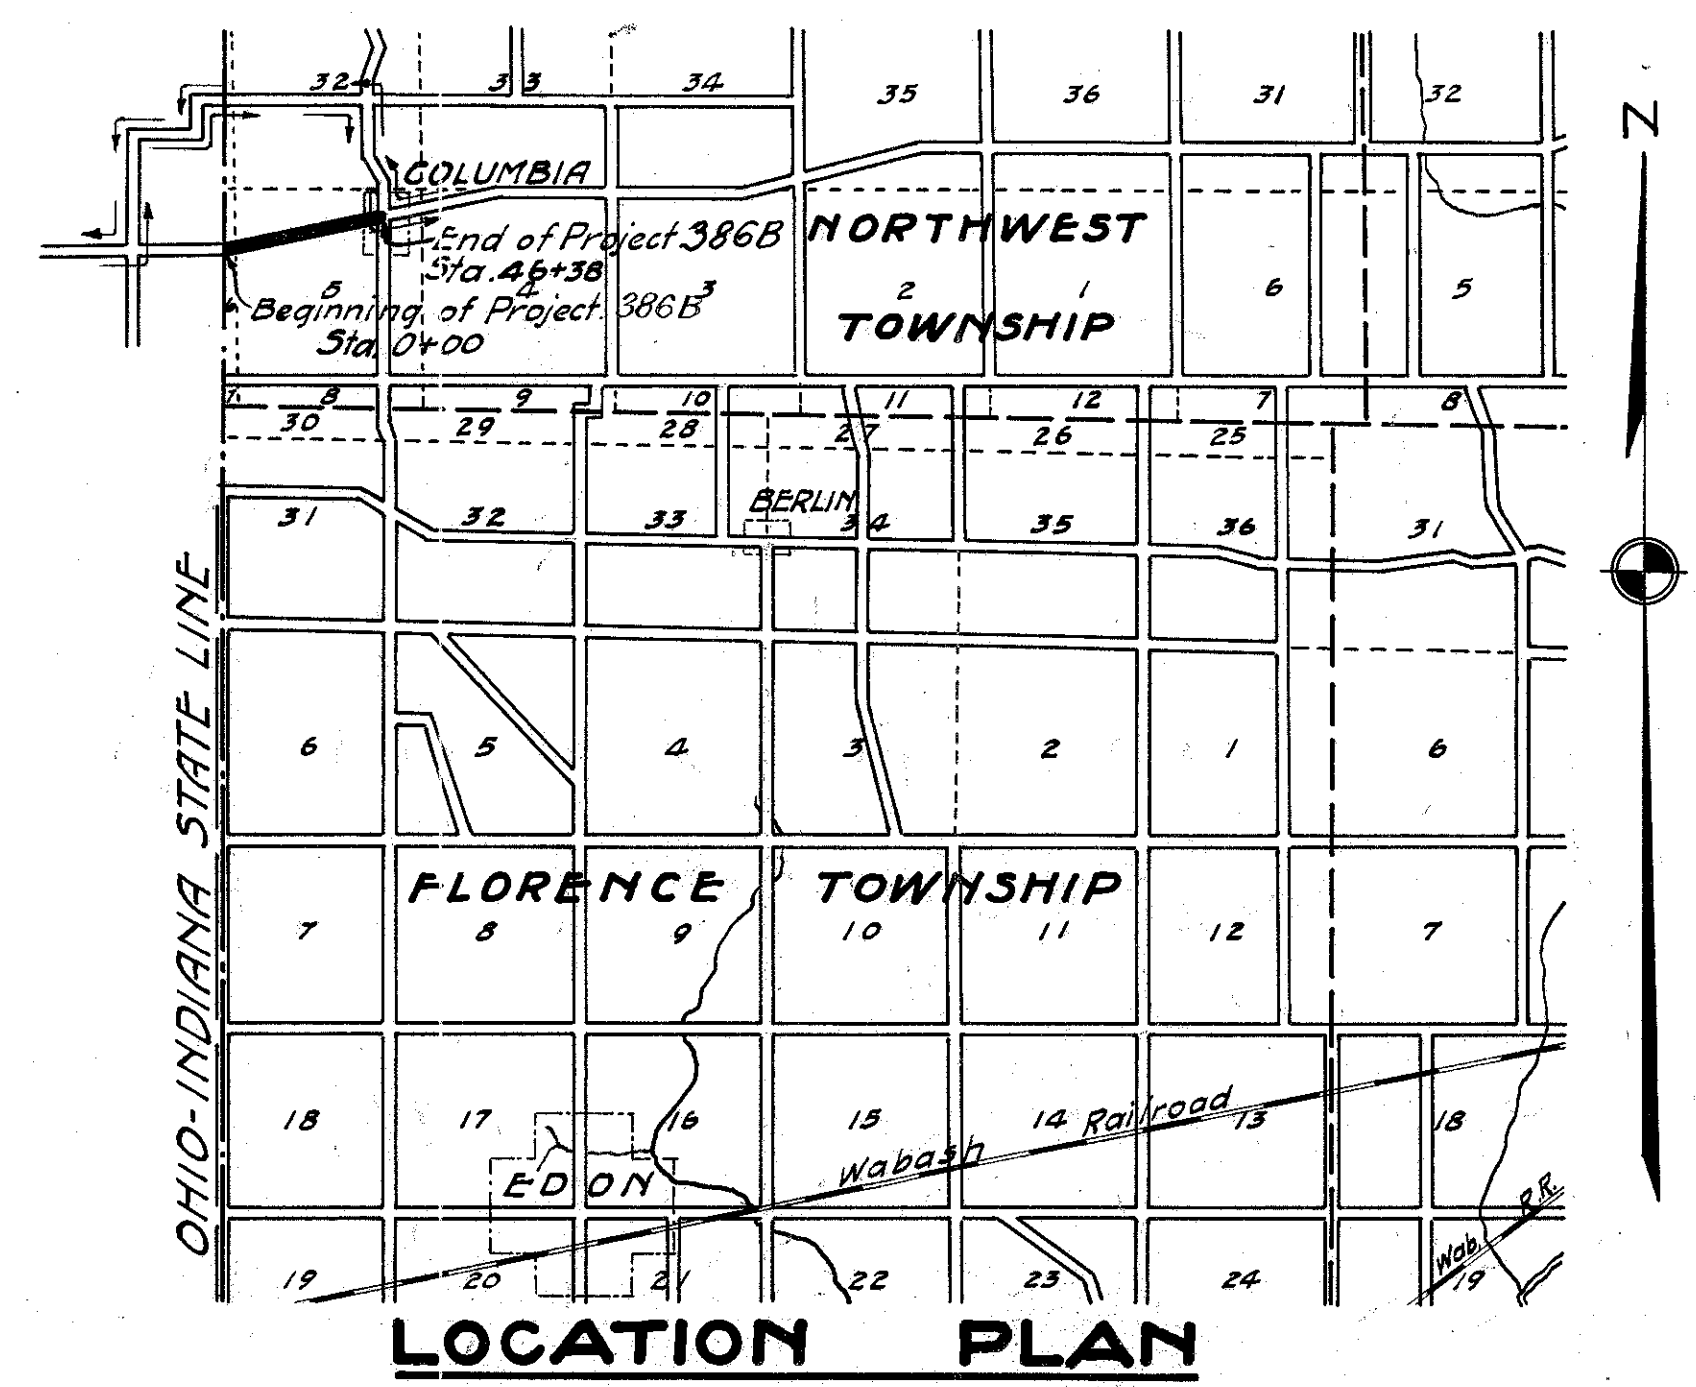 32 33 34 35 36 31 32
N
COLUMBIA
NORTHWEST
End of Project 386B
Sta. 46+38
5 4 3 2 1 6 5
6 Beginning of Project 386B
TOWNSHIP
Sta. 0+00
7 8 9 10 11 12 7 8
30 29 28 27 26 25
BERLIN
31 32 33 34 35 36 31
OHIO-INDIANA STATE LINE
6 5 4 3 2 1 6
FLORENCE TOWNSHIP
7 8 9 10 11 12 7
18 17 16 15 14 13 18
Wabash Railroad
EDON
Wab. R.R.
19 20 21 22 23 24 19
LOCATION PLAN